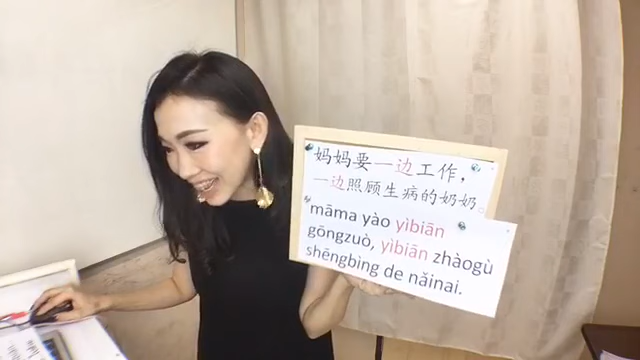 妈妈要一边工作，
一边照顾生病的奶奶。
māma yào yìbiān
gōngzuò, yìbiān zhàogù
shēngbìng de nǎinai.